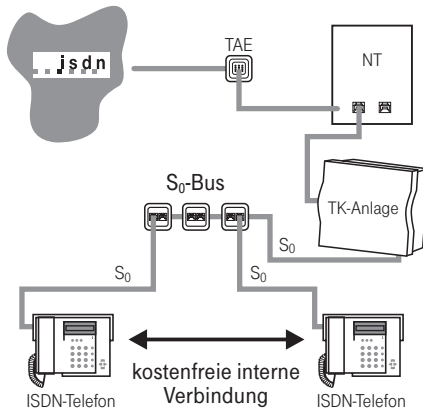 isdn
TAE
NT
TK-Anlage
S₀-Bus
S₀
S₀
S₀
kostenfreie interne
Verbindung
ISDN-Telefon
ISDN-Telefon